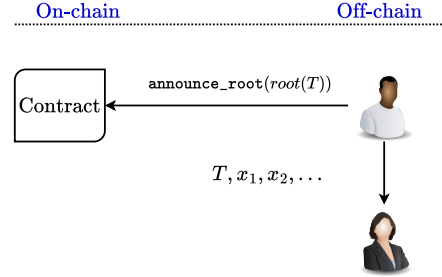 On-chain Off-chain
announce_root(root(T))
Contract
T, x₁, x₂, …